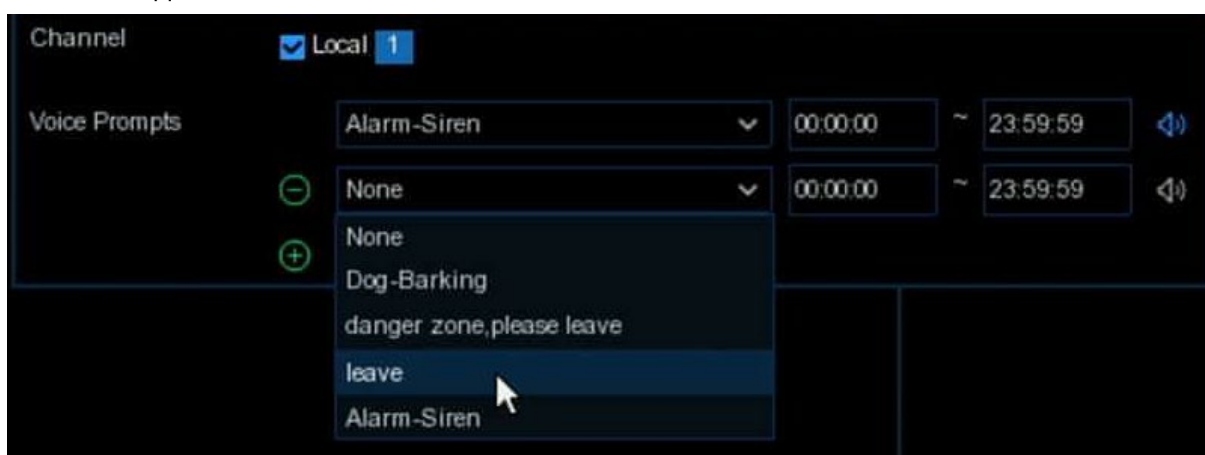 Channel Local 1
Voice Prompts Alarm-Siren 00:00:00 ~ 23:59:59
None 00:00:00 ~ 23:59:59
None
Dog-Barking
danger zone,please leave
leave
Alarm-Siren